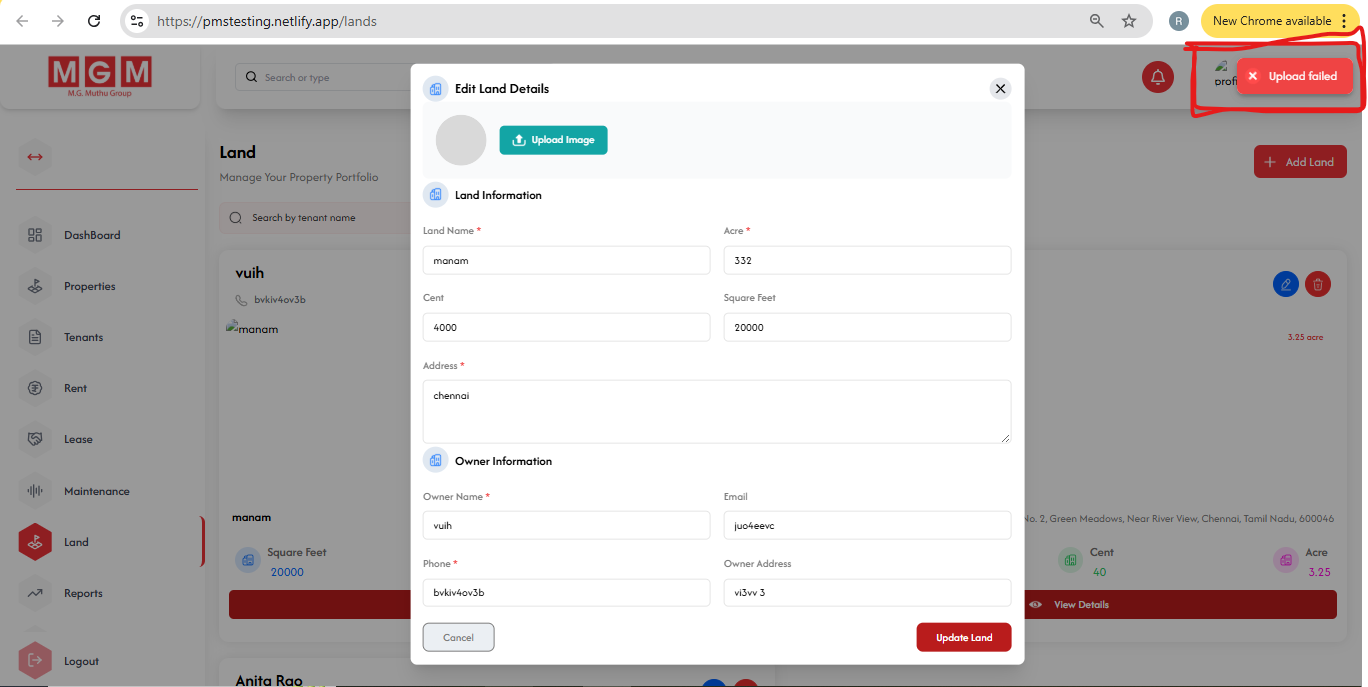 https://pmstesting.netlify.app/lands
R
New Chrome available
MGM
M.G. Muthu Group
Search or type
profi
Upload failed
Edit Land Details
Upload Image
Land
Manage Your Property Portfolio
Add Land
Search by tenant name
Land Information
Land Name *
Acre *
manam
332
Cent
Square Feet
4000
20000
Address *
chennai
Owner Information
Owner Name *
Email
vuih
juo4eevc
Phone *
Owner Address
bvkiv4ov3b
vi3vv 3
Cancel
Update Land
DashBoard
Properties
Tenants
Rent
Lease
Maintenance
Land
Reports
Logout
vuih
bvkiv4ov3b
manam
manam
Square Feet
20000
3.25 acre
No. 2, Green Meadows, Near River View, Chennai, Tamil Nadu, 600046
Cent
40
Acre
3.25
View Details
Anita Rao